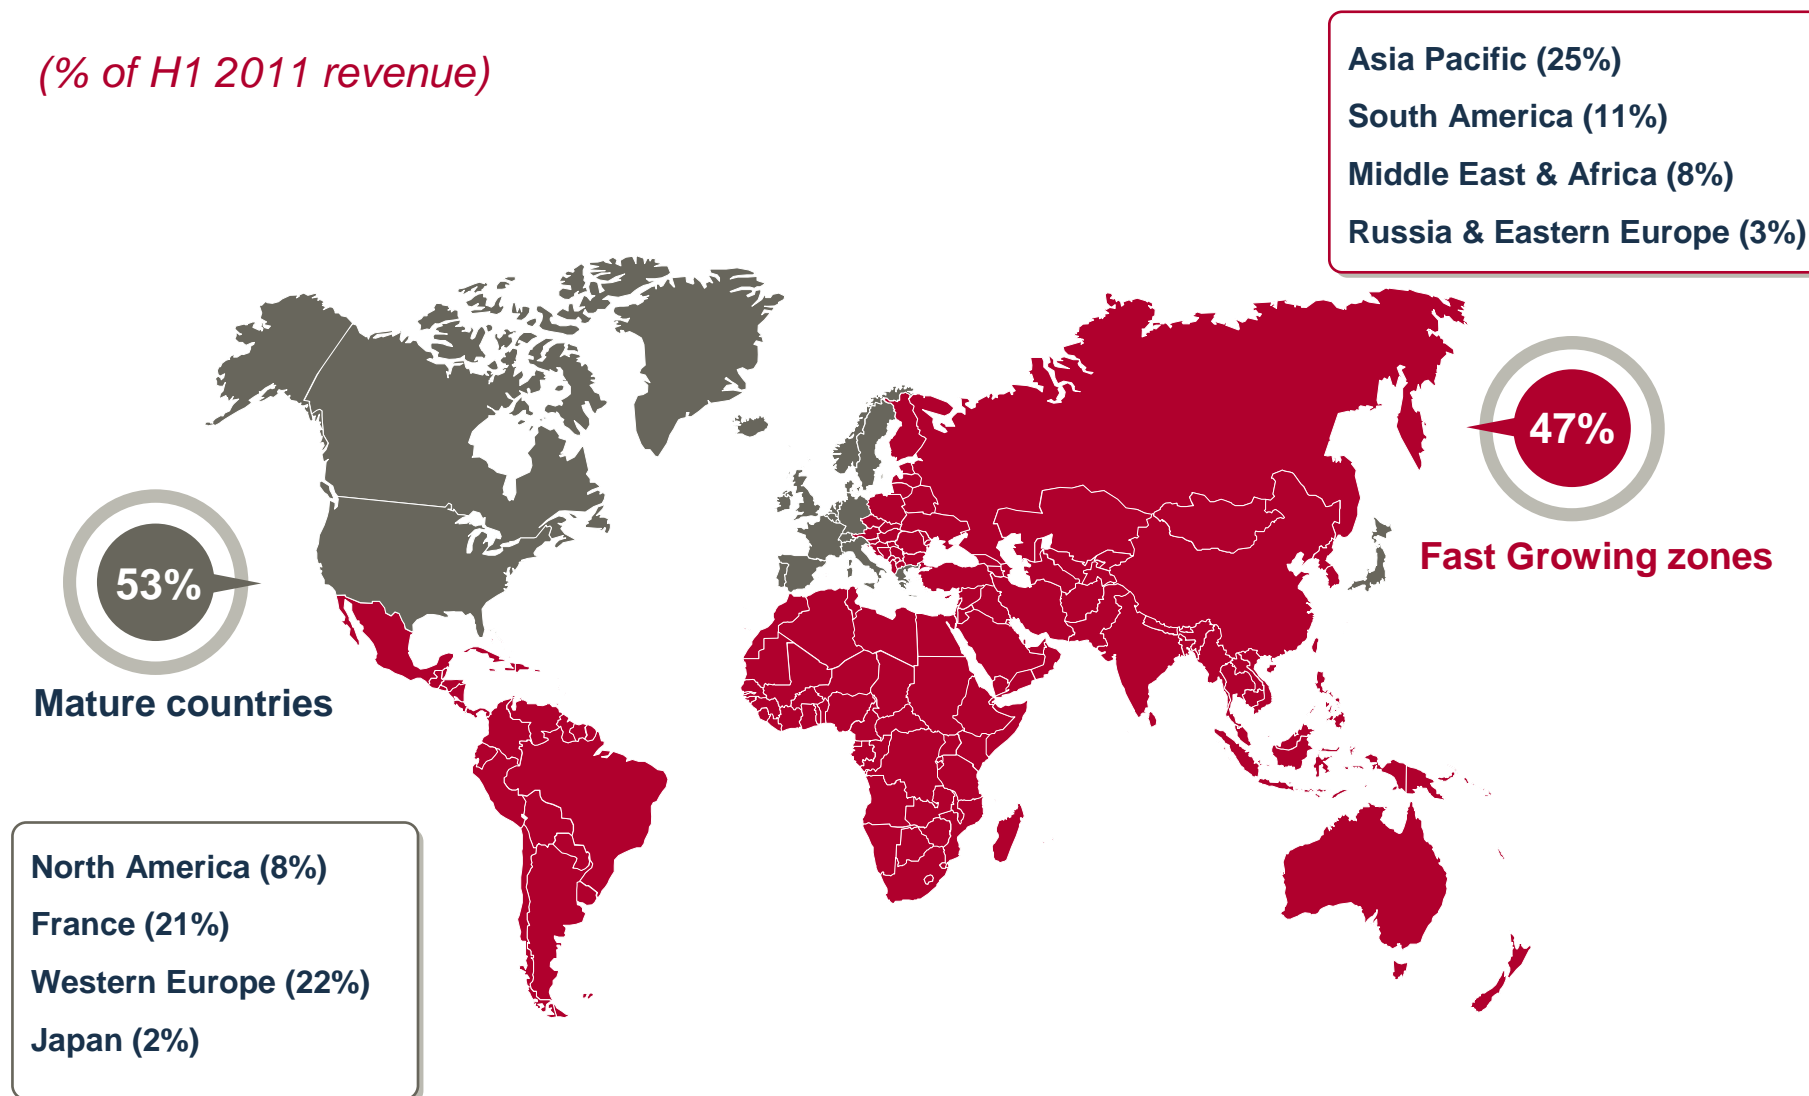 (% of H1 2011 revenue)
Asia Pacific (25%)
South America (11%)
Middle East & Africa (8%)
Russia & Eastern Europe (3%)
47%
Fast Growing zones
53%
Mature countries
North America (8%)
France (21%)
Western Europe (22%)
Japan (2%)